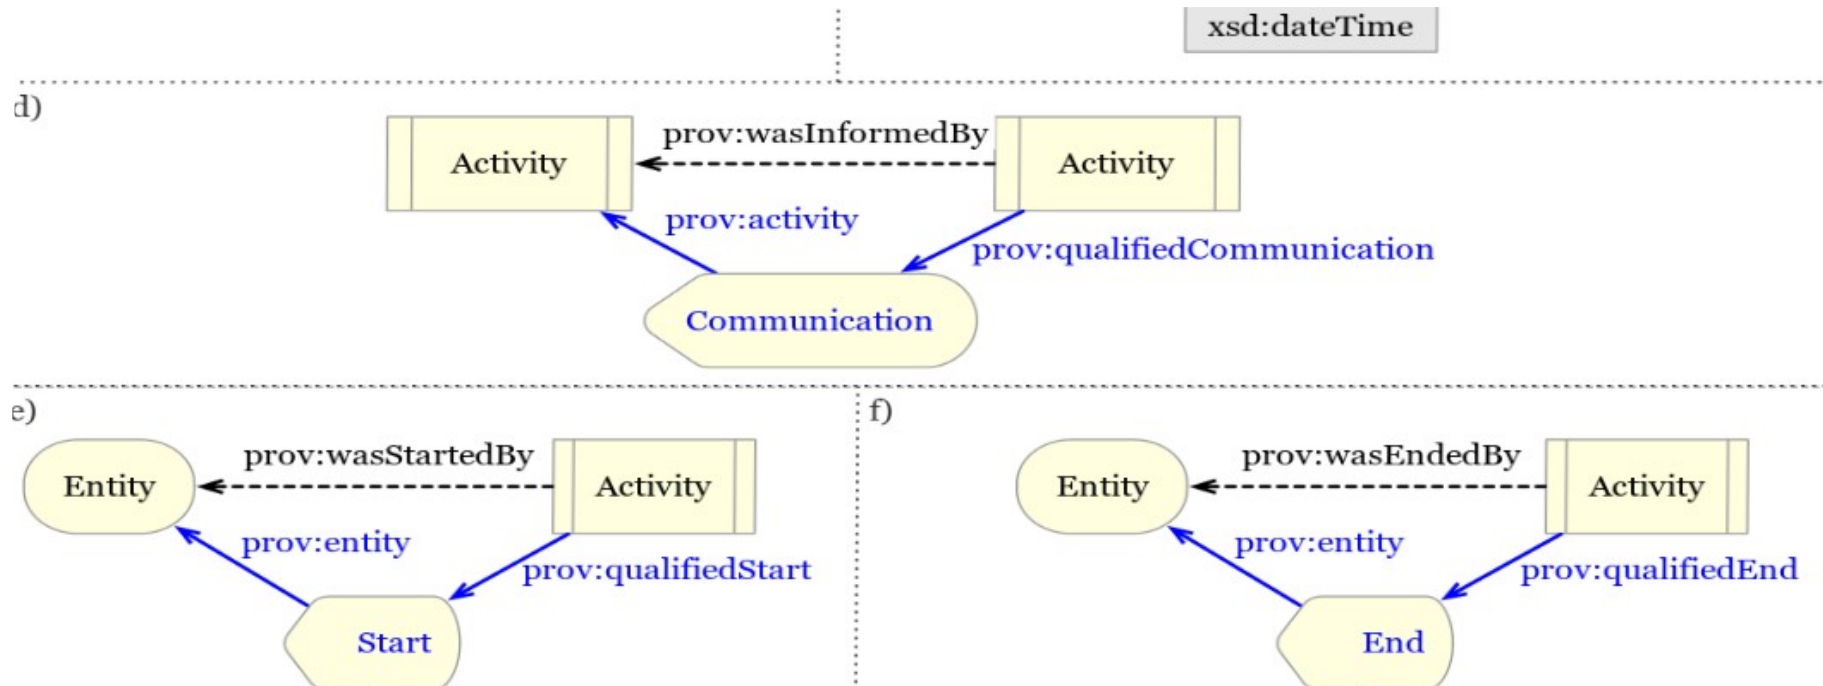 xsd:dateTime
d)
prov:wasInformedBy
Activity
Activity
prov:activity
prov:qualifiedCommunication
Communication
e)
prov:wasStartedBy
Entity
Activity
prov:entity
prov:qualifiedStart
Start
f)
prov:wasEndedBy
Entity
Activity
prov:entity
prov:qualifiedEnd
End